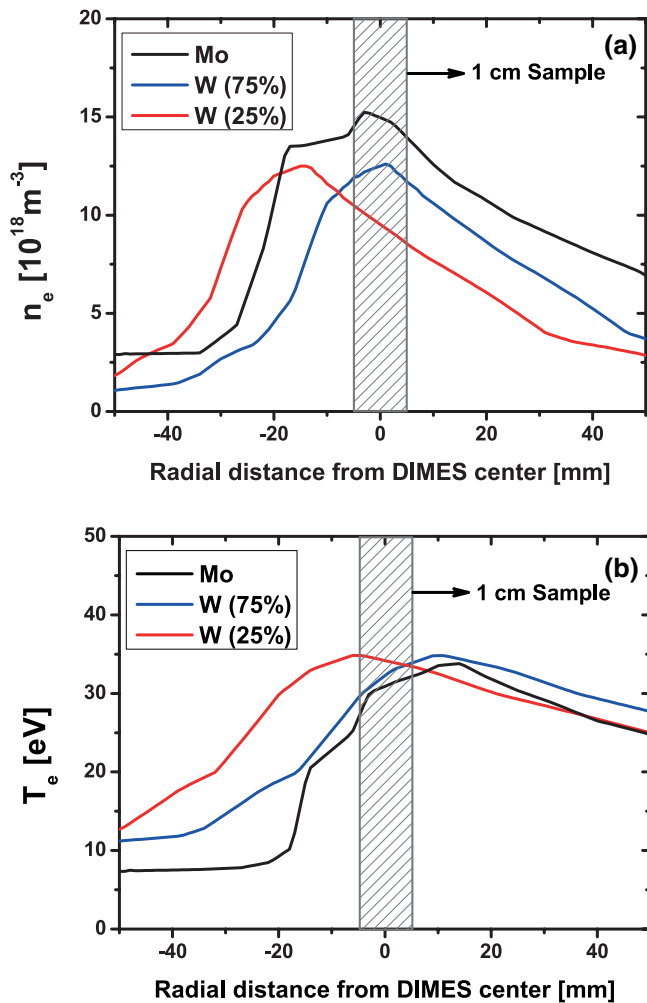 20
15
10
5
0
n_e [10^18 m^-3]
Mo
W (75%)
W (25%)
(a)
1 cm Sample
-40 -20 0 20 40
Radial distance from DIMES center [mm]
50
40
30
20
10
0
T_e [eV]
Mo
W (75%)
W (25%)
(b)
1 cm Sample
-40 -20 0 20 40
Radial distance from DIMES center [mm]